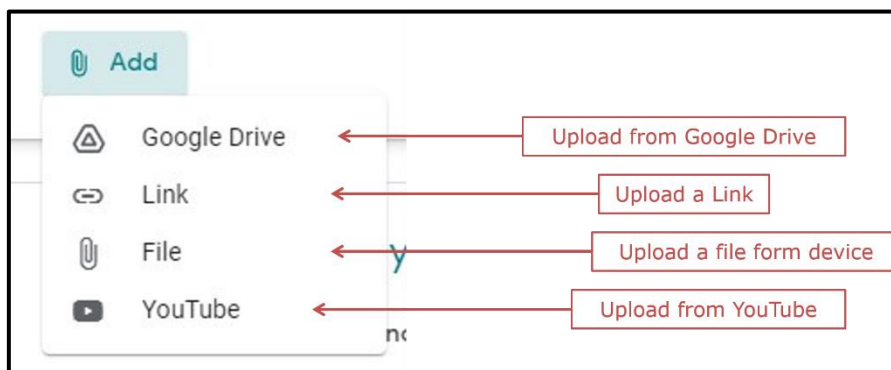 Add
Google Drive
Upload from Google Drive
Link
Upload a Link
File
Upload a file form device
y
YouTube
Upload from YouTube